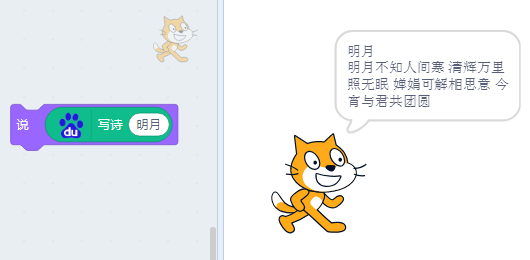 说 du 写诗 明月
明月
明月不知人间寒 清辉万里
照无眠 婵娟可解相思意 今
宵与君共团圆